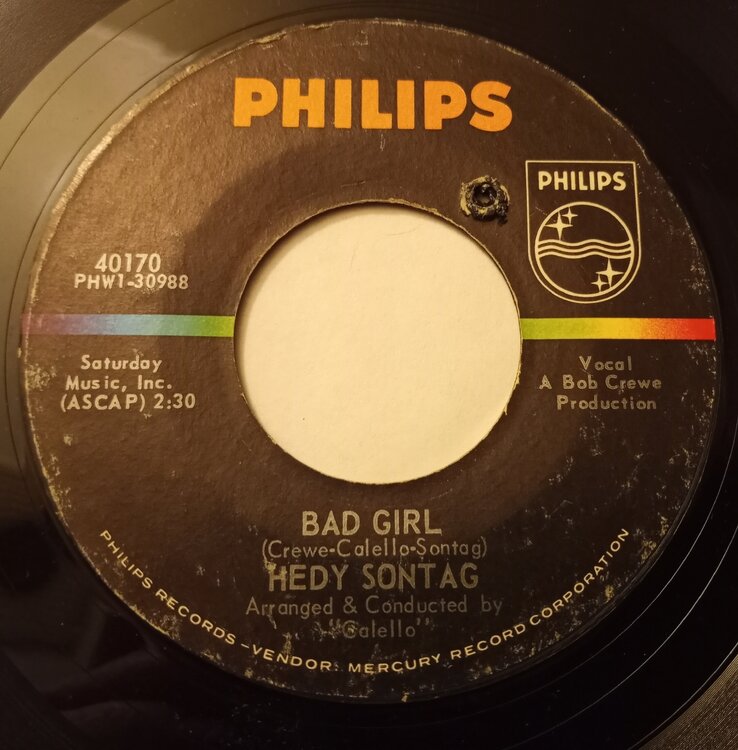 PHILIPS
PHILIPS
40170
PHW1-30988
Saturday
Music, Inc.
(ASCAP) 2:30
Vocal
A Bob Crewe
Production
BAD GIRL
(Crewe-Calello-Sontag)
HEDY SONTAG
Arranged & Conducted by
"Calello"
PHILIPS RECORDS - VENDOR: MERCURY RECORD CORPORATION